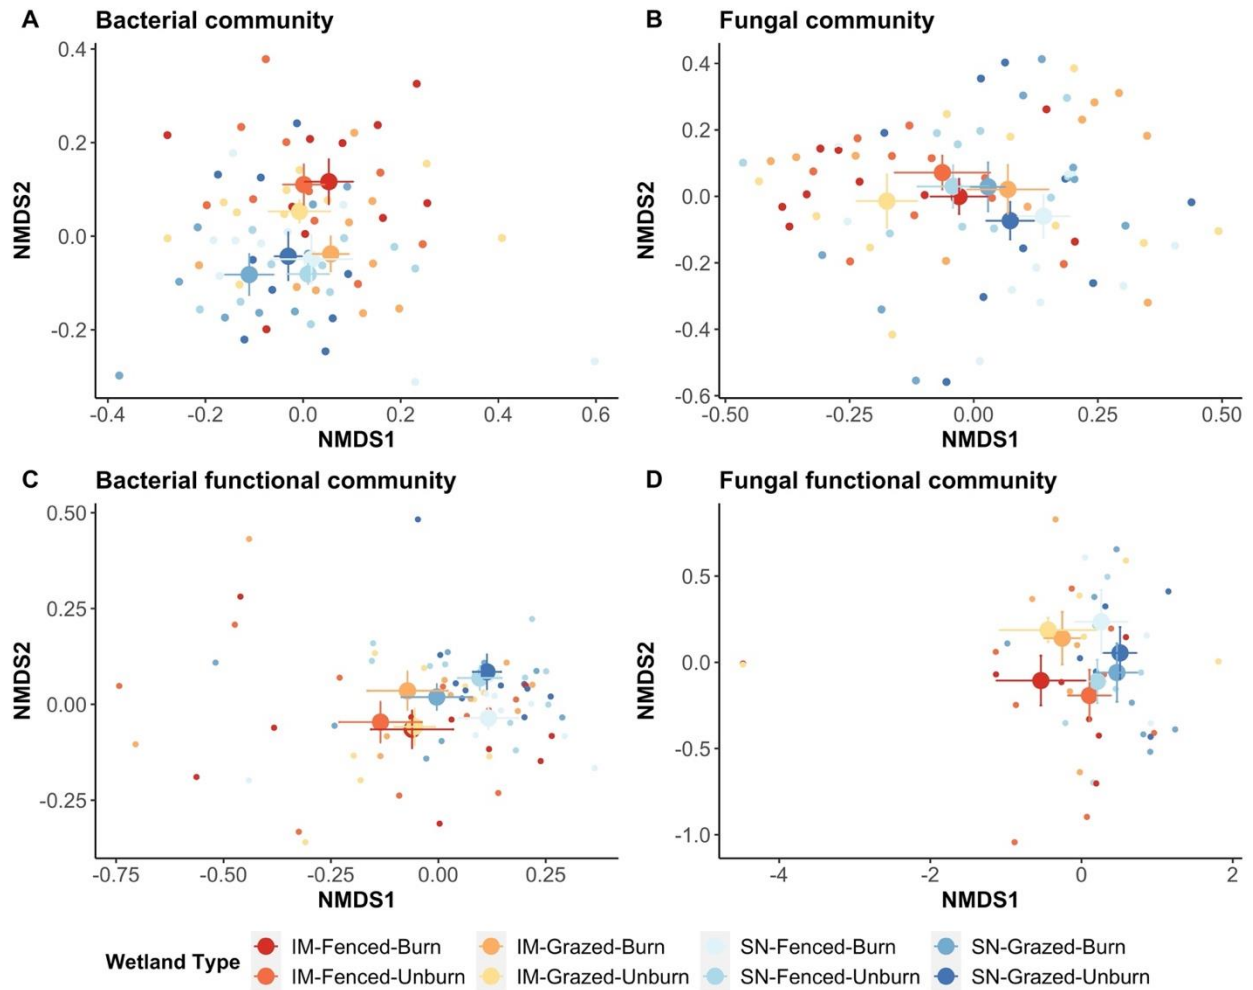 A Bacterial community
B Fungal community
0.4
0.2
0.0
-0.2
NMDS2
-0.4 -0.2 0.0 0.2 0.4 0.6
NMDS1
0.4
0.2
0.0
-0.2
-0.4
-0.6
NMDS2
-0.50 -0.25 0.00 0.25 0.50
NMDS1
C Bacterial functional community
D Fungal functional community
0.50
0.25
0.00
-0.25
NMDS2
-0.75 -0.50 -0.25 0.00 0.25
NMDS1
0.5
0.0
-0.5
-1.0
NMDS2
-4 -2 0 2
NMDS1
Wetland Type
IM-Fenced-Burn IM-Grazed-Burn SN-Fenced-Burn SN-Grazed-Burn
IM-Fenced-Unburn IM-Grazed-Unburn SN-Fenced-Unburn SN-Grazed-Unburn